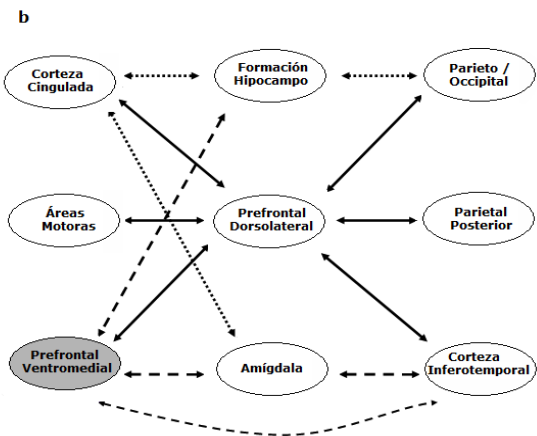 b
Corteza
Cingulada
Formación
Hipocampo
Parieto /
Occipital
Áreas
Motoras
Prefrontal
Dorsolateral
Parietal
Posterior
Prefrontal
Ventromedial
Amígdala
Corteza
Inferotemporal